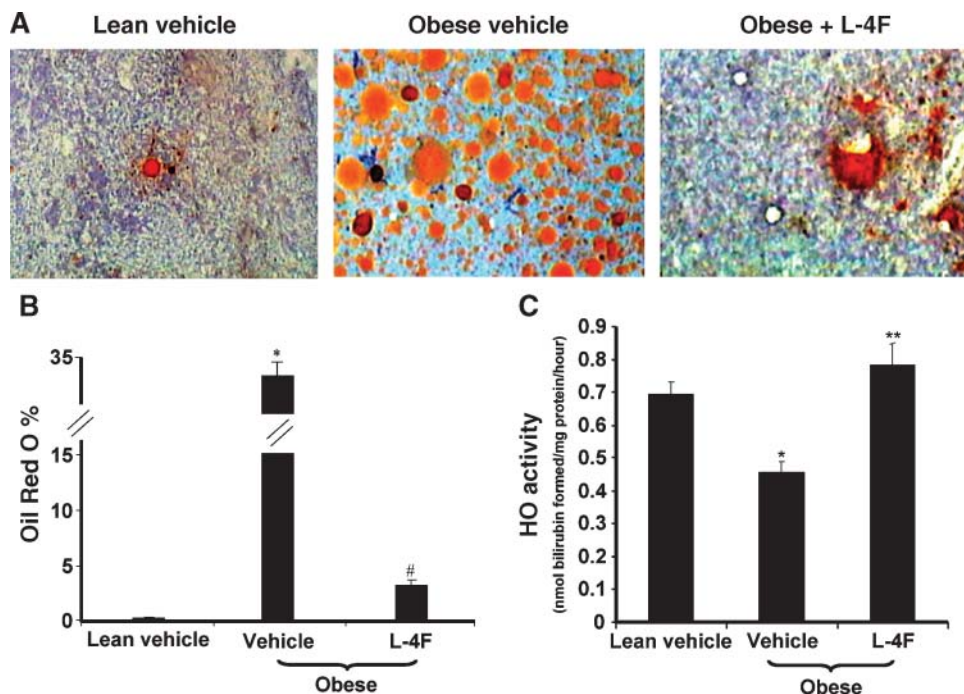 A
Lean vehicle
Obese vehicle
Obese + L-4F
B
Oil Red O %
35
15
10
5
0
*
#
Lean vehicle
Vehicle
L-4F
Obese
C
HO activity
(nmol bilirubin formed/mg protein/hour)
0.9
0.8
0.7
0.6
0.5
0.4
0.3
0.2
0.1
0
*
**
Lean vehicle
Vehicle
L-4F
Obese